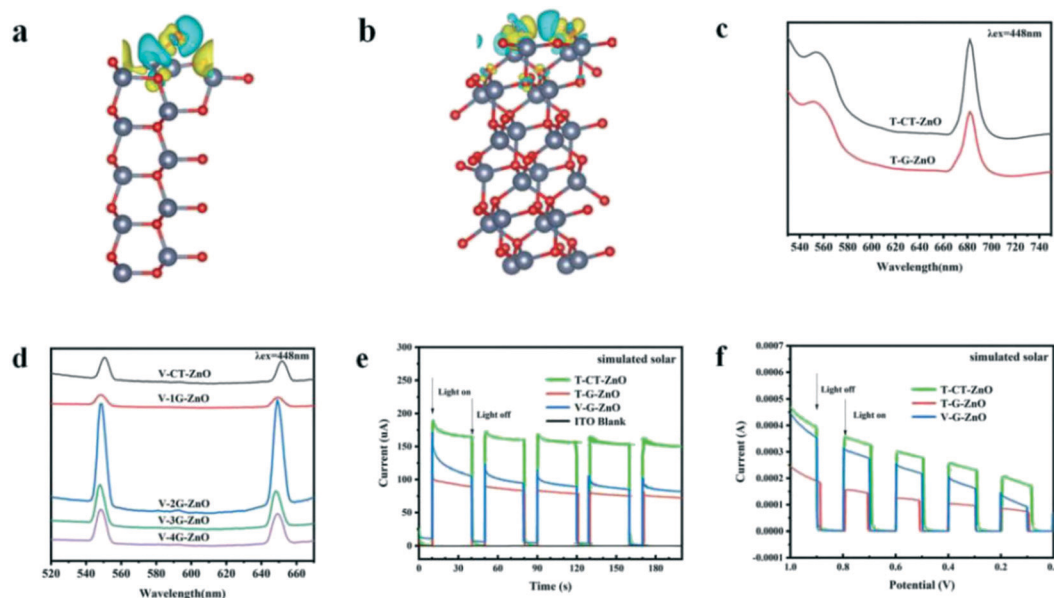 a
b
c
λex=448nm
T-CT-ZnO
T-G-ZnO
540 560 580 600 620 640 660 680 700 720 740
Wavelength(nm)
d
λex=448nm
V-CT-ZnO
V-1G-ZnO
V-2G-ZnO
V-3G-ZnO
V-4G-ZnO
520 540 560 580 600 620 640 660
Wavelength(nm)
e
simulated solar
Light on
Light off
T-CT-ZnO
T-G-ZnO
V-G-ZnO
ITO Blank
300
250
200
150
100
50
0
Current (uA)
0 30 60 90 120 150 180
Time (s)
f
simulated solar
Light off
Light on
T-CT-ZnO
T-G-ZnO
V-G-ZnO
0.0007
0.0006
0.0005
0.0004
0.0003
0.0002
0.0001
0.0000
-0.0001
Current (A)
1.0 0.8 0.6 0.4 0.2
Potential (V)